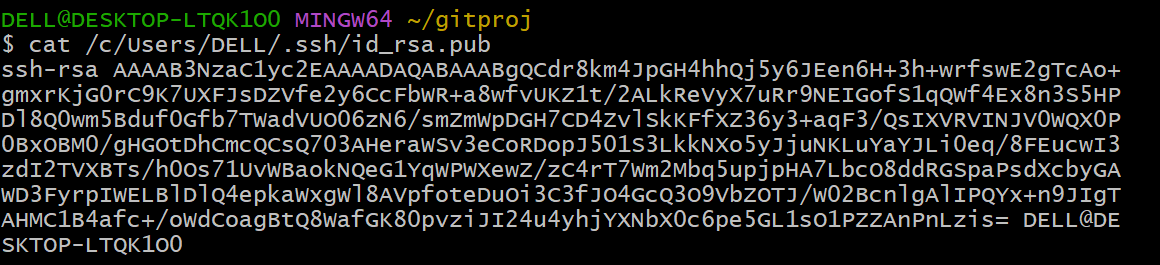 DELL@DESKTOP-LTQK1O0 MINGW64 ~/gitproj
$ cat /c/Users/DELL/.ssh/id_rsa.pub
ssh-rsa AAAAB3NzaC1yc2EAAAADAQABAAABgQCdr8km4JpGH4hhQj5y6JEen6H+3h+wrfswE2gTcAo+
gmxrKjG0rC9K7UXFJsDZVfe2y6CcFbWR+a8wfvUKZ1t/2ALkReVyX7uRr9NEIGofS1qQWf4Ex8n3S5HP
Dl8Q0wm5Bduf0Gfb7TWadVUO06zN6/smZmWpDGH7CD4ZvlSkKFfXZ36y3+aqF3/QsIXVRVINJV0WQX0P
0BxOBM0/gHGOtDhCmcQCsQ703AHeraWSv3eCoRDopJ501S3LkkNXo5yJjuNKLuYaYJLi0eq/8FEucwI3
zdI2TVXBTs/h0Os71UvWBaokNQeG1YqWPWXewZ/zC4rT7Wm2Mbq5upjpHA7LbcO8ddRGSpaPsdXcbyGA
WD3FyrpIWELBlDlQ4epkaWxgWl8AVpfoteDuOi3C3fJO4GcQ3O9VbZOTJ/W02BcnlgAlIPQYx+n9JIgT
AHMC1B4afc+/oWdCoagBtQ8WafGK80pvziJI24u4yhjYXNbX0c6pe5GL1sO1PZZAnPnLzis= DELL@DE
SKTOP-LTQK1O0